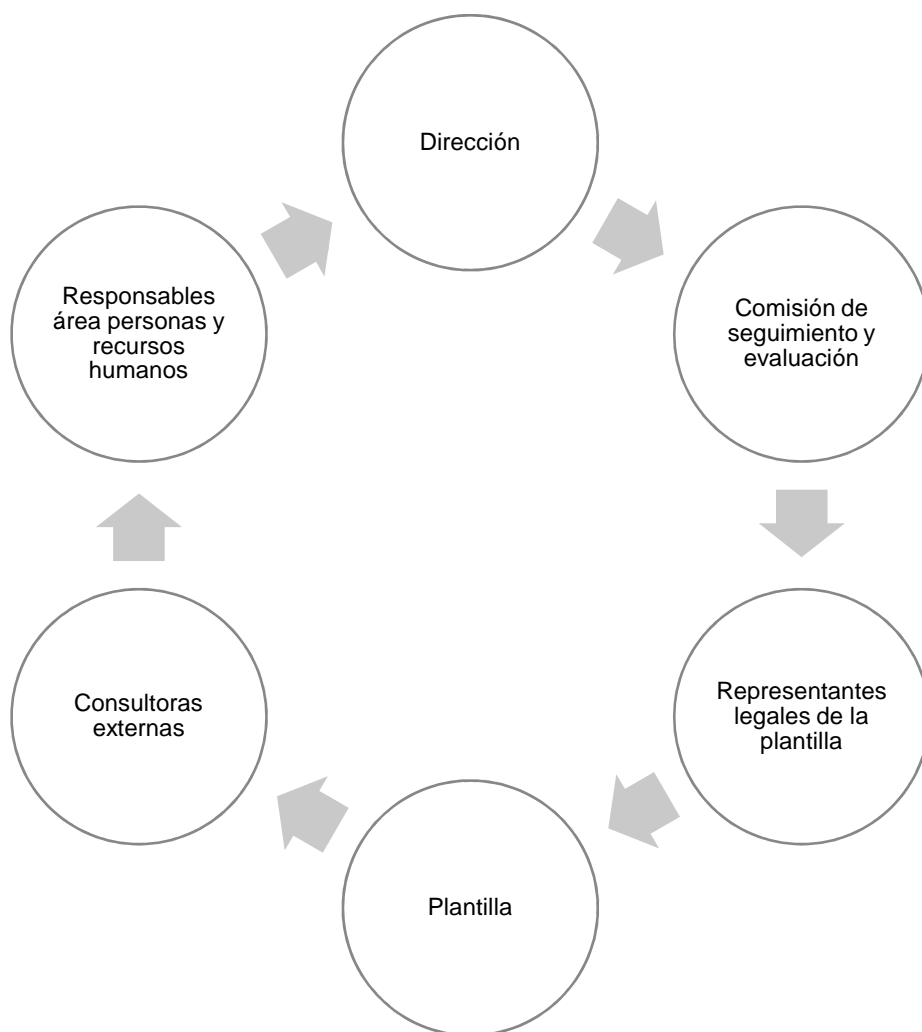 Dirección
Comisión de
seguimiento y
evaluación
Representantes
legales de la
plantilla
Plantilla
Consultoras
externas
Responsables
área personas y
recursos
humanos